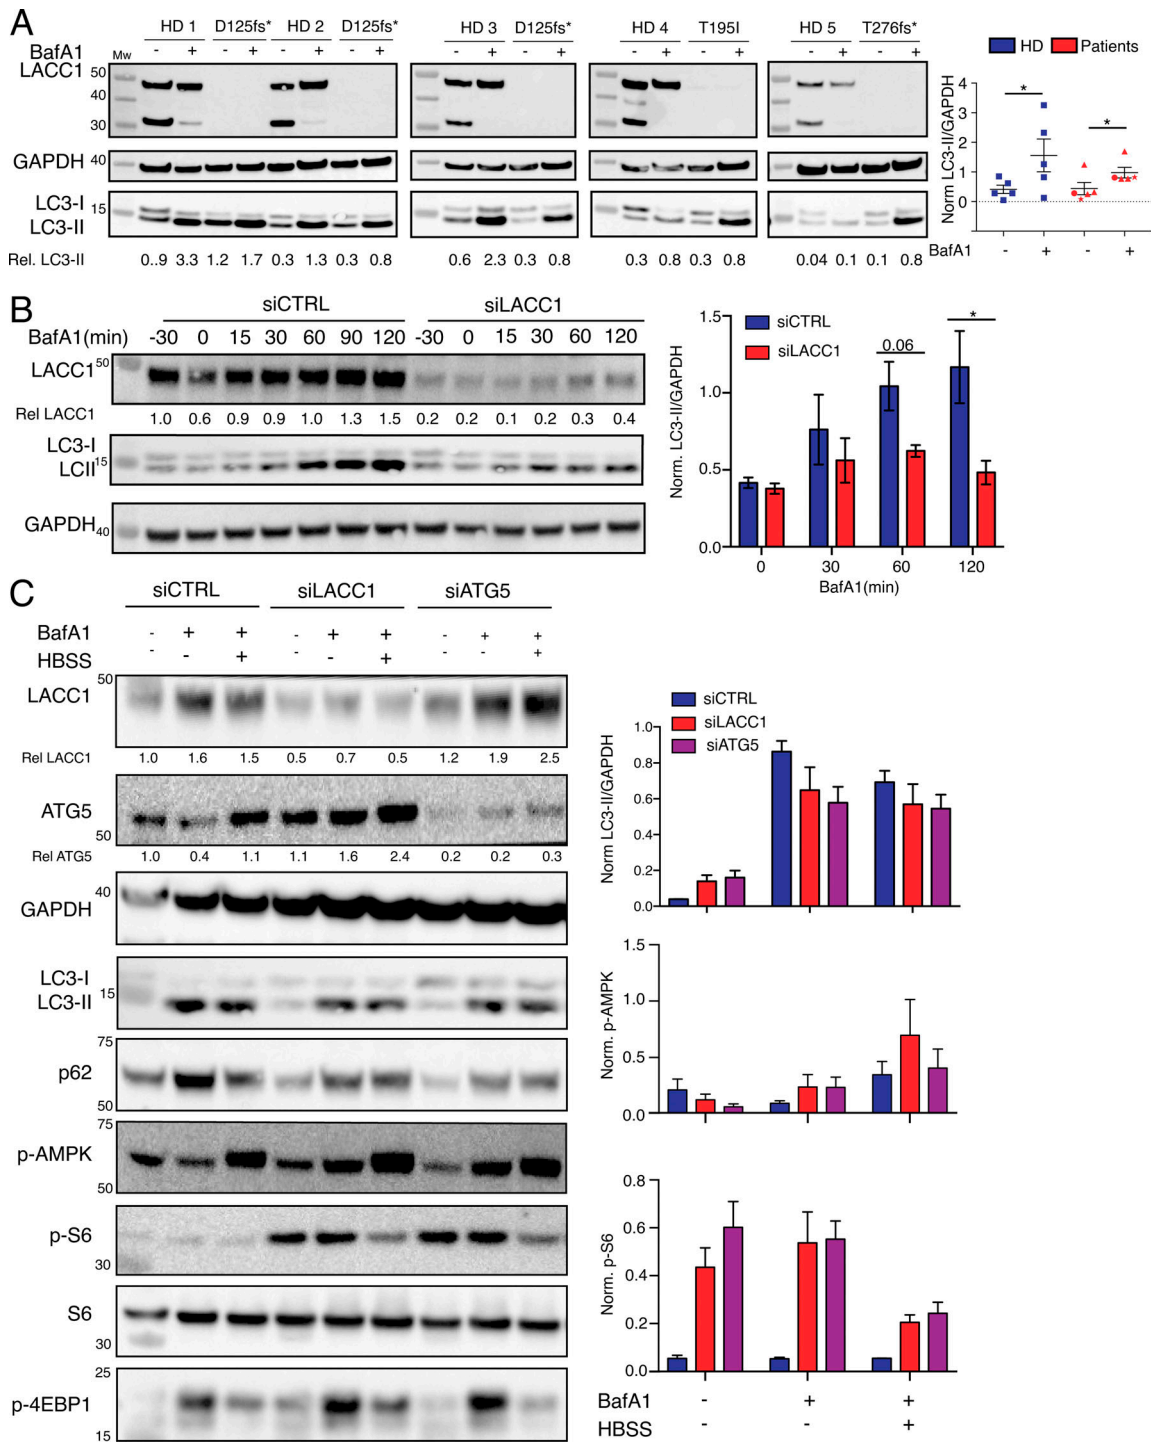 A
HD 1 D125fs* HD 2 D125fs* HD 3 D125fs* HD 4 T195I HD 5 T276fs*
BafA1 - + - + - + - + - + - + - + - + - + - +
Mw
LACC1 50
40
30
GAPDH 40
LC3-I 15
LC3-II
Rel. LC3-II 0..9 3.3 1.2 1.7 0.3 1.3 0.3 0.8 0.6 2.3 0.3 0.8 0.3 0.8 0.3 0.8 0.04 0.1 0.1 0.8
HD Patients
Norm LC3-II/GAPDH
4
3
2
1
0
* *
BafA1 - + - +
B
siCTRL siLACC1
BafA1(min) -30 0 15 30 60 90 120 -30 0 15 30 60 120
LACC1 50
Rel LACC1 1.0 0.6 0.9 0.9 1.0 1.3 1.5 0.2 0.2 0.1 0.2 0.3 0.4
LC3-I
LCII 15
GAPDH 40
siCTRL
siLACC1
Norm. LC3-II/GAPDH
1.5
1.0
0.5
0.0
0.06 *
0 30 60 120
BafA1(min)
C
siCTRL siLACC1 siATG5
BafA1 - + + - + + - + +
HBSS - - + - - + - - +
LACC1 50
Rel LACC1 1.0 1.6 1.5 0.5 0.7 0.5 1.2 1.9 2.5
ATG5
50
Rel ATG5 1.0 0.4 1.1 1.1 1.6 2.4 0.2 0.2 0.3
GAPDH 40
LC3-I
LC3-II 15
p62 75
50
p-AMPK 75
50
p-S6
30
S6
30
p-4EBP1 25
15
siCTRL
siLACC1
siATG5
Norm LC3-II/GAPDH
1.0
0.8
0.6
0.4
0.2
0.0
Norm. p-AMPK
1.5
1.0
0.5
0.0
Norm. p-S6
0.8
0.6
0.4
0.2
0.0
BafA1 - + +
HBSS - - +